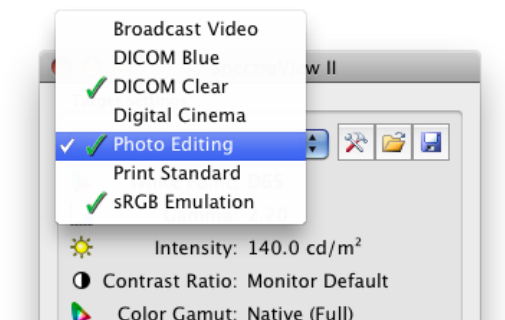 Broadcast Video
DICOM Blue
w II
DICOM Clear
Digital Cinema
Photo Editing
Print Standard
sRGB Emulation
Intensity: 140.0 cd/m²
Contrast Ratio: Monitor Default
Color Gamut: Native (Full)